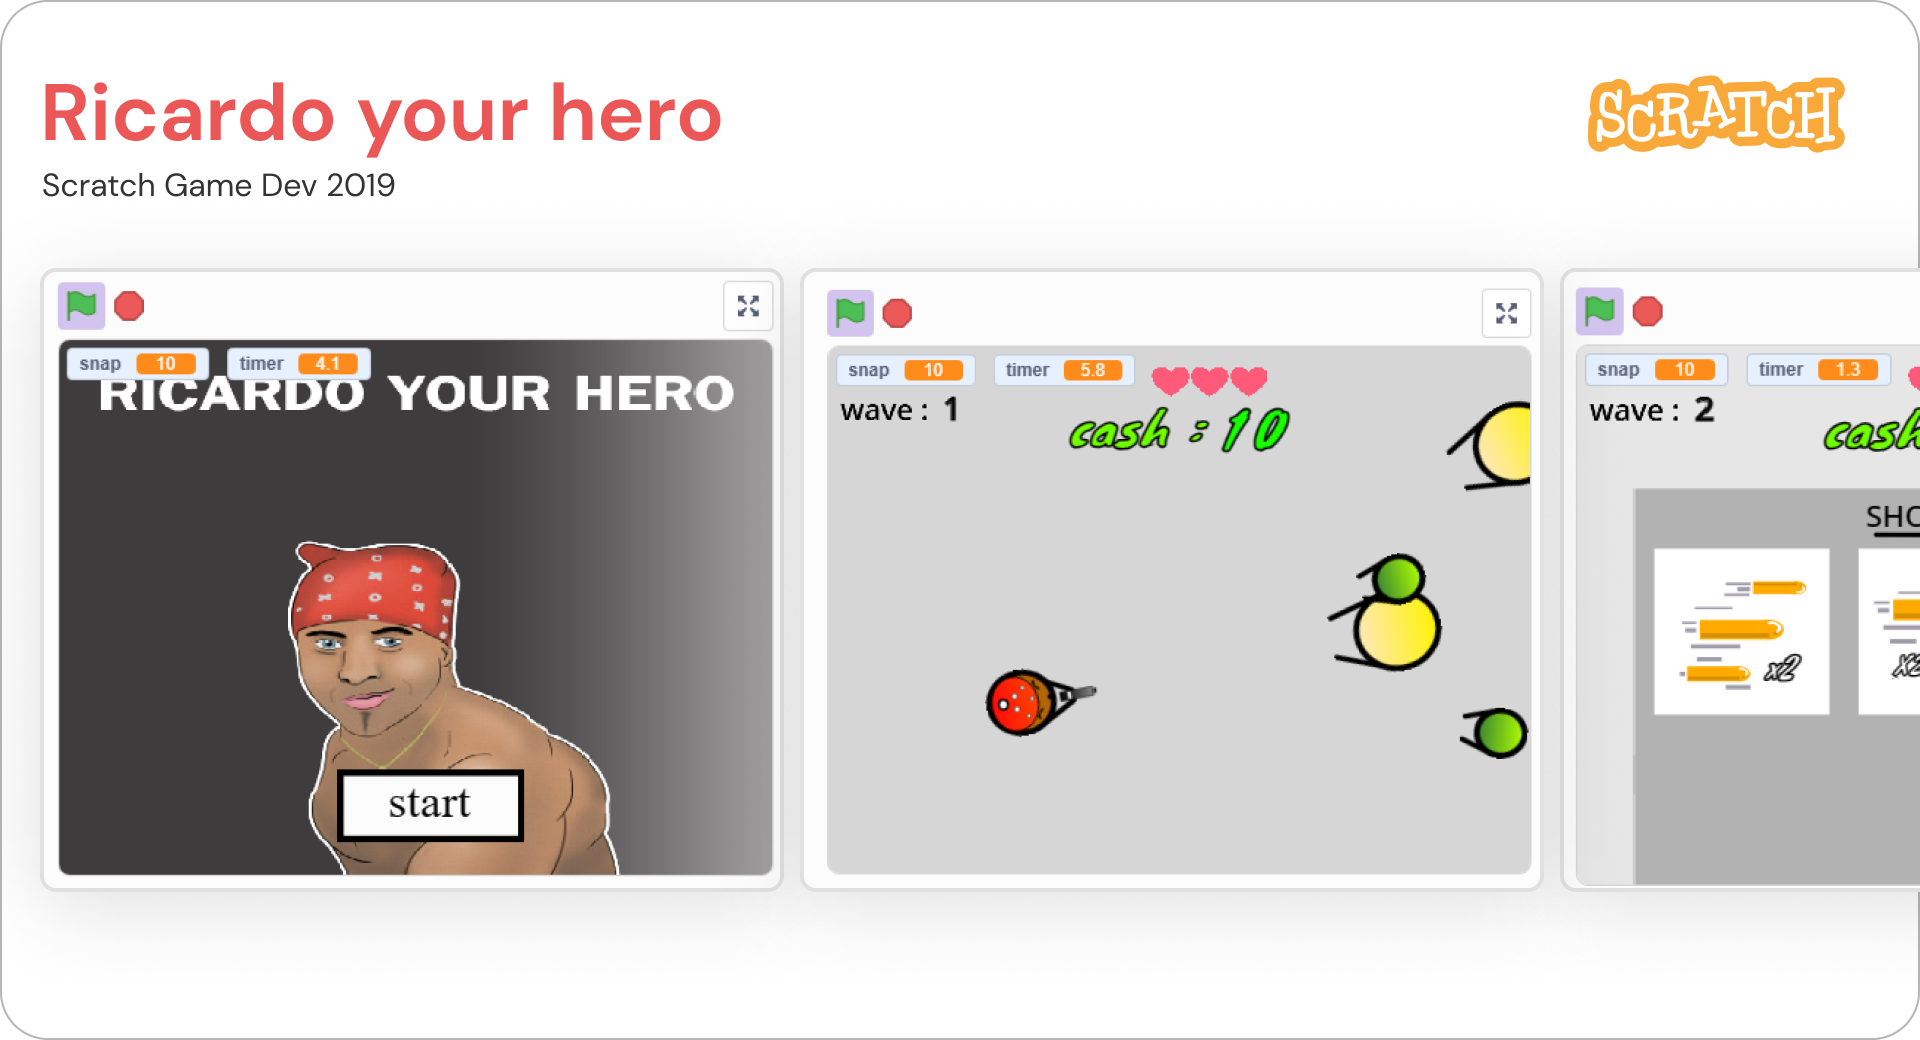 Ricardo your hero
SCRATCH
Scratch Game Dev 2019
snap 10 timer 4.1
RICARDO YOUR HERO
start
snap 10 timer 5.8
wave : 1
cash : 10
snap 10 timer 1.3
wave : 2
cash
SHO
x2